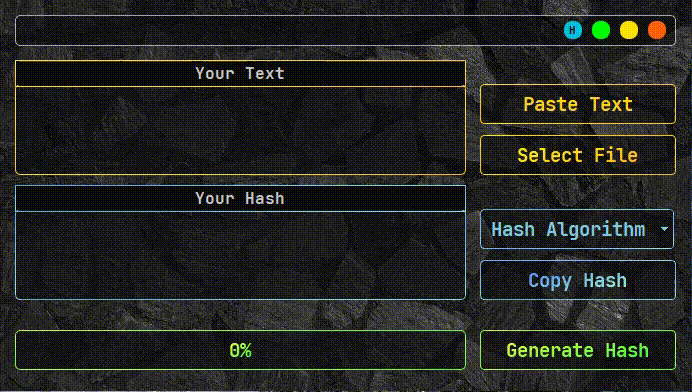 H
Your Text
Paste Text
Select File
Your Hash
Hash Algorithm
Copy Hash
0%
Generate Hash